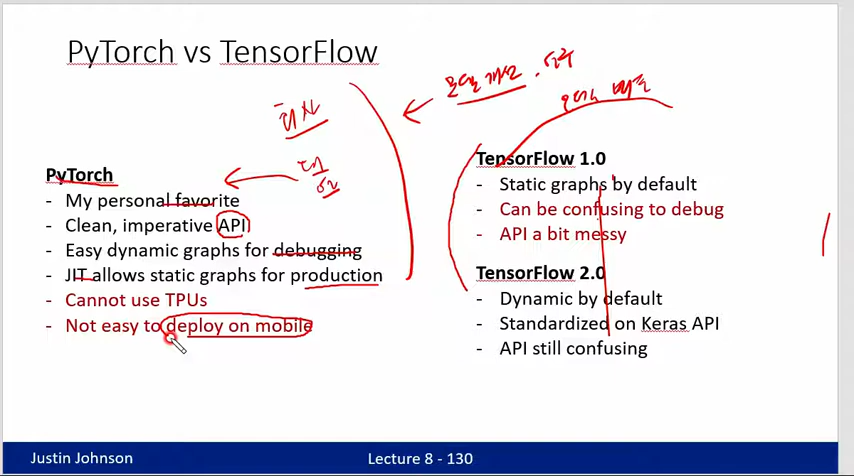 PyTorch vs TensorFlow
PyTorch
- My personal favorite
- Clean, imperative API
- Easy dynamic graphs for debugging
- JIT allows static graphs for production
- Cannot use TPUs
- Not easy to deploy on mobile
TensorFlow 1.0
- Static graphs by default
- Can be confusing to debug
- API a bit messy
TensorFlow 2.0
- Dynamic by default
- Standardized on Keras API
- API still confusing
Justin Johnson
Lecture 8 - 130